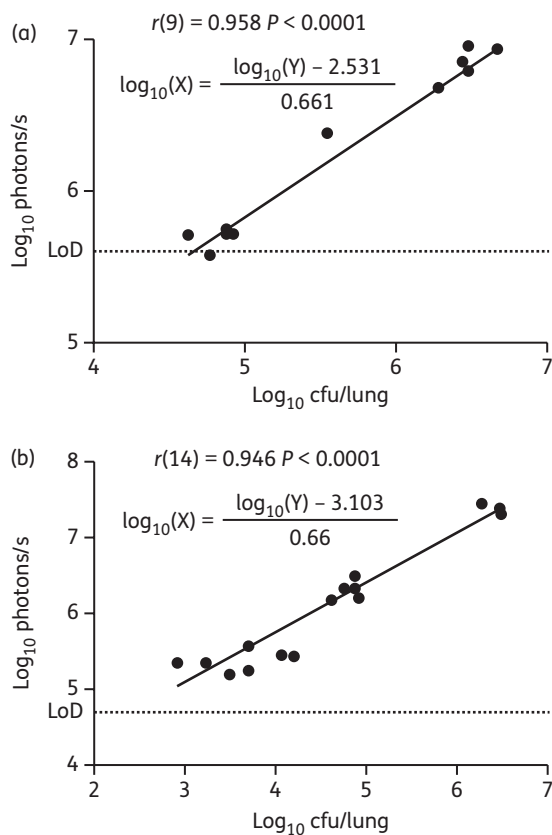 (a)
r(9) = 0.958 P < 0.0001
log10(X) = log10(Y) – 2.531
0.661
Log10 photons/s
7
6
LoD
5
4 5 6 7
Log10 cfu/lung
(b)
r(14) = 0.946 P < 0.0001
log10(X) = log10(Y) – 3.103
0.66
Log10 photons/s
8
7
6
5
LoD
4
2 3 4 5 6 7
Log10 cfu/lung